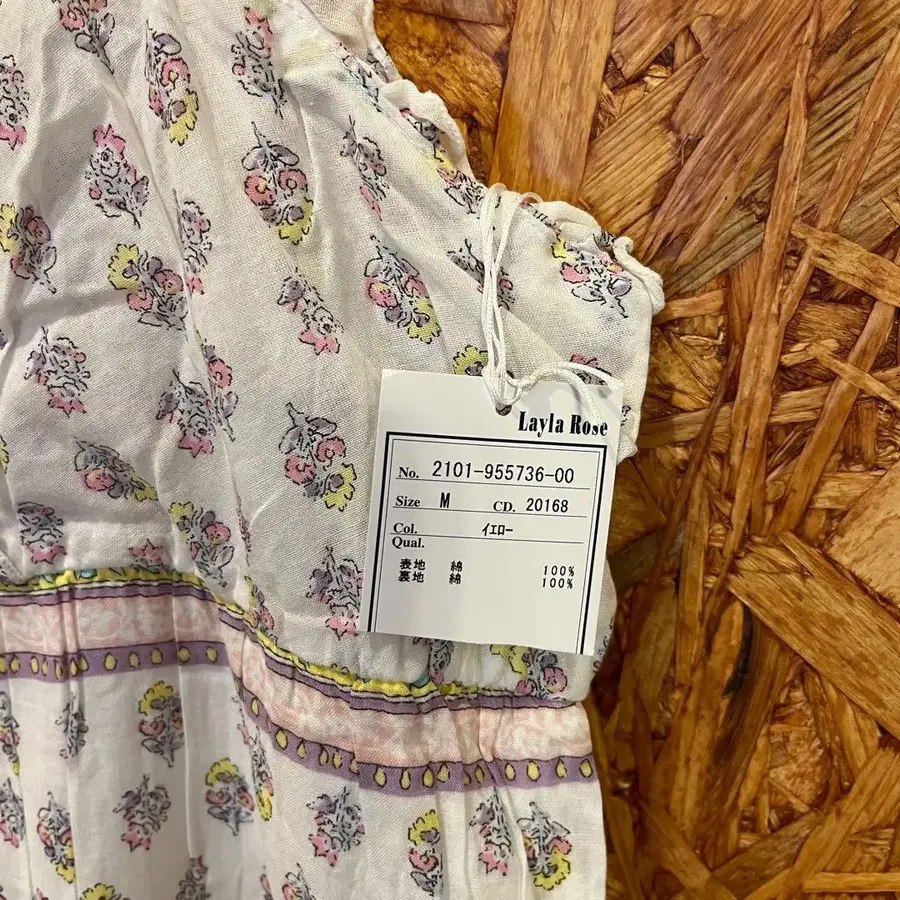 Layla Rose
No. 2101-955736-00
Size M CD. 20168
Col. イエロー
Qual.
表地 綿 100%
裏地 綿 100%